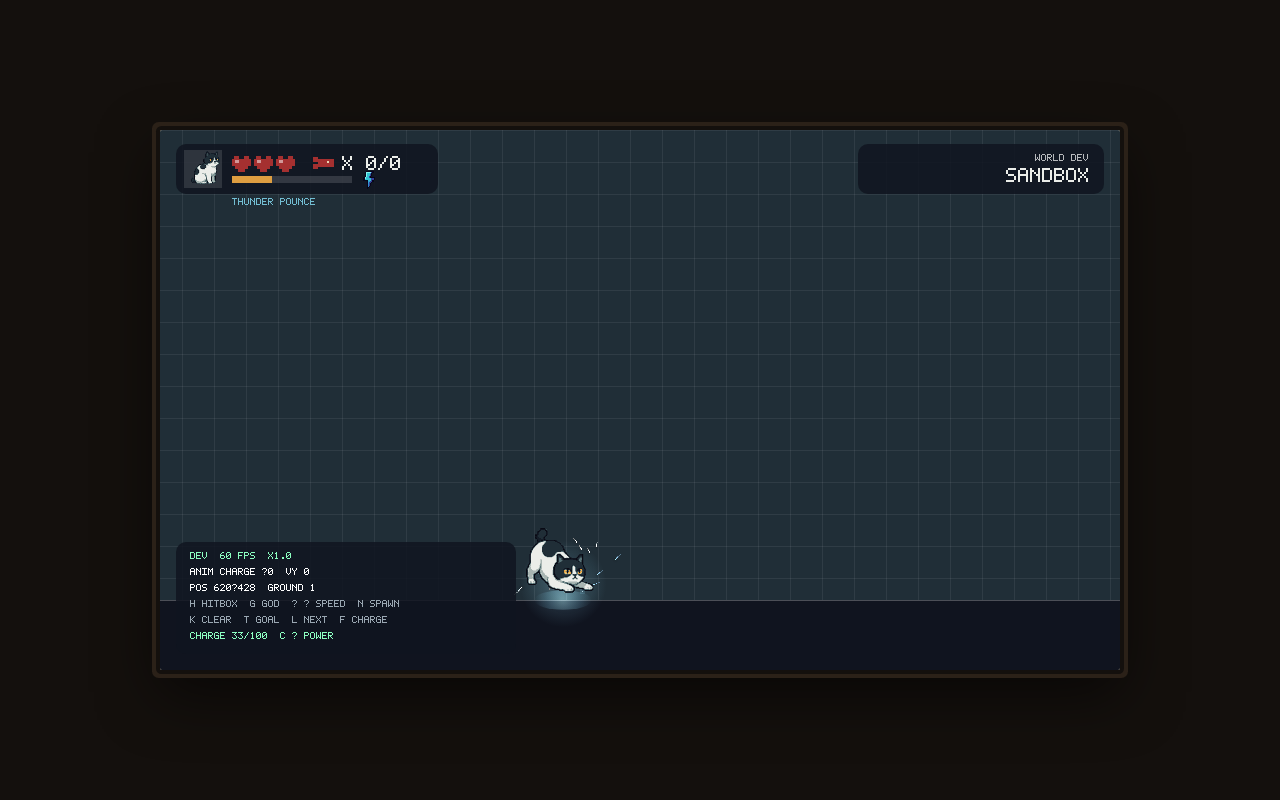 X 0/0
THUNDER POUNCE
WORLD DEV
SANDBOX
DEV 60 FPS X1.0
ANIM CHARGE ?0 VY 0
POS 620?428 GROUND 1
H HITBOX G GOD ? ? SPEED N SPAWN
K CLEAR T GOAL L NEXT F CHARGE
CHARGE 33/100 C ? POWER